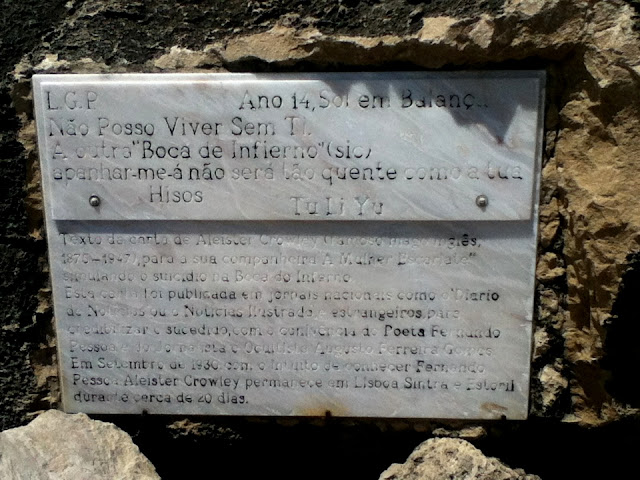 L.G.P Ano 14, Sol em Balança
Não Posso Viver Sem Ti.
A outra "Boca de Infierno" (sic)
apanhar-me-á não será tão quente como a tua
Hisos Tu Li Yu
Texto da carta de Aleister Crowley (famoso mago inglês,
1875-1947), para a sua companheira A Mulher Escarlate"
simulando o suicídio na Boca do Inferno
Esta carta foi publicada em jornais nacionais como o "Diário
de Notícias ou o Notícias Ilustrado e estrangeiros, para
credibilizar o sucedido, com a conivência do Poeta Fernando
Pessoa e do Jornalista e Ocultista Augusto Ferreira Gomes
Em Setembro de 1930 com o intuito de conhecer Fernando
Pessoa Aleister Crowley permanece em Lisboa Sintra e Estoril
durante cerca de 20 dias.